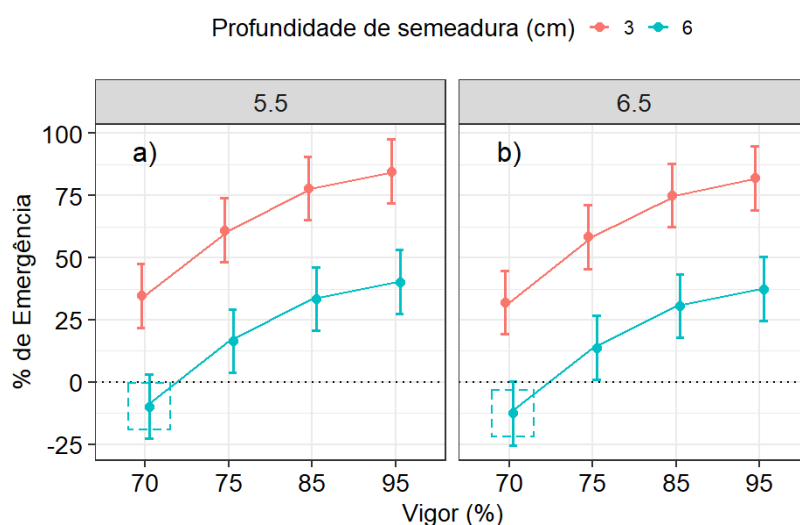 Profundidade de semeadura (cm) 3 6
5.5 6.5
a) b)
100
75
50
25
0
-25
% de Emergência
70 75 85 95 70 75 85 95
Vigor (%)